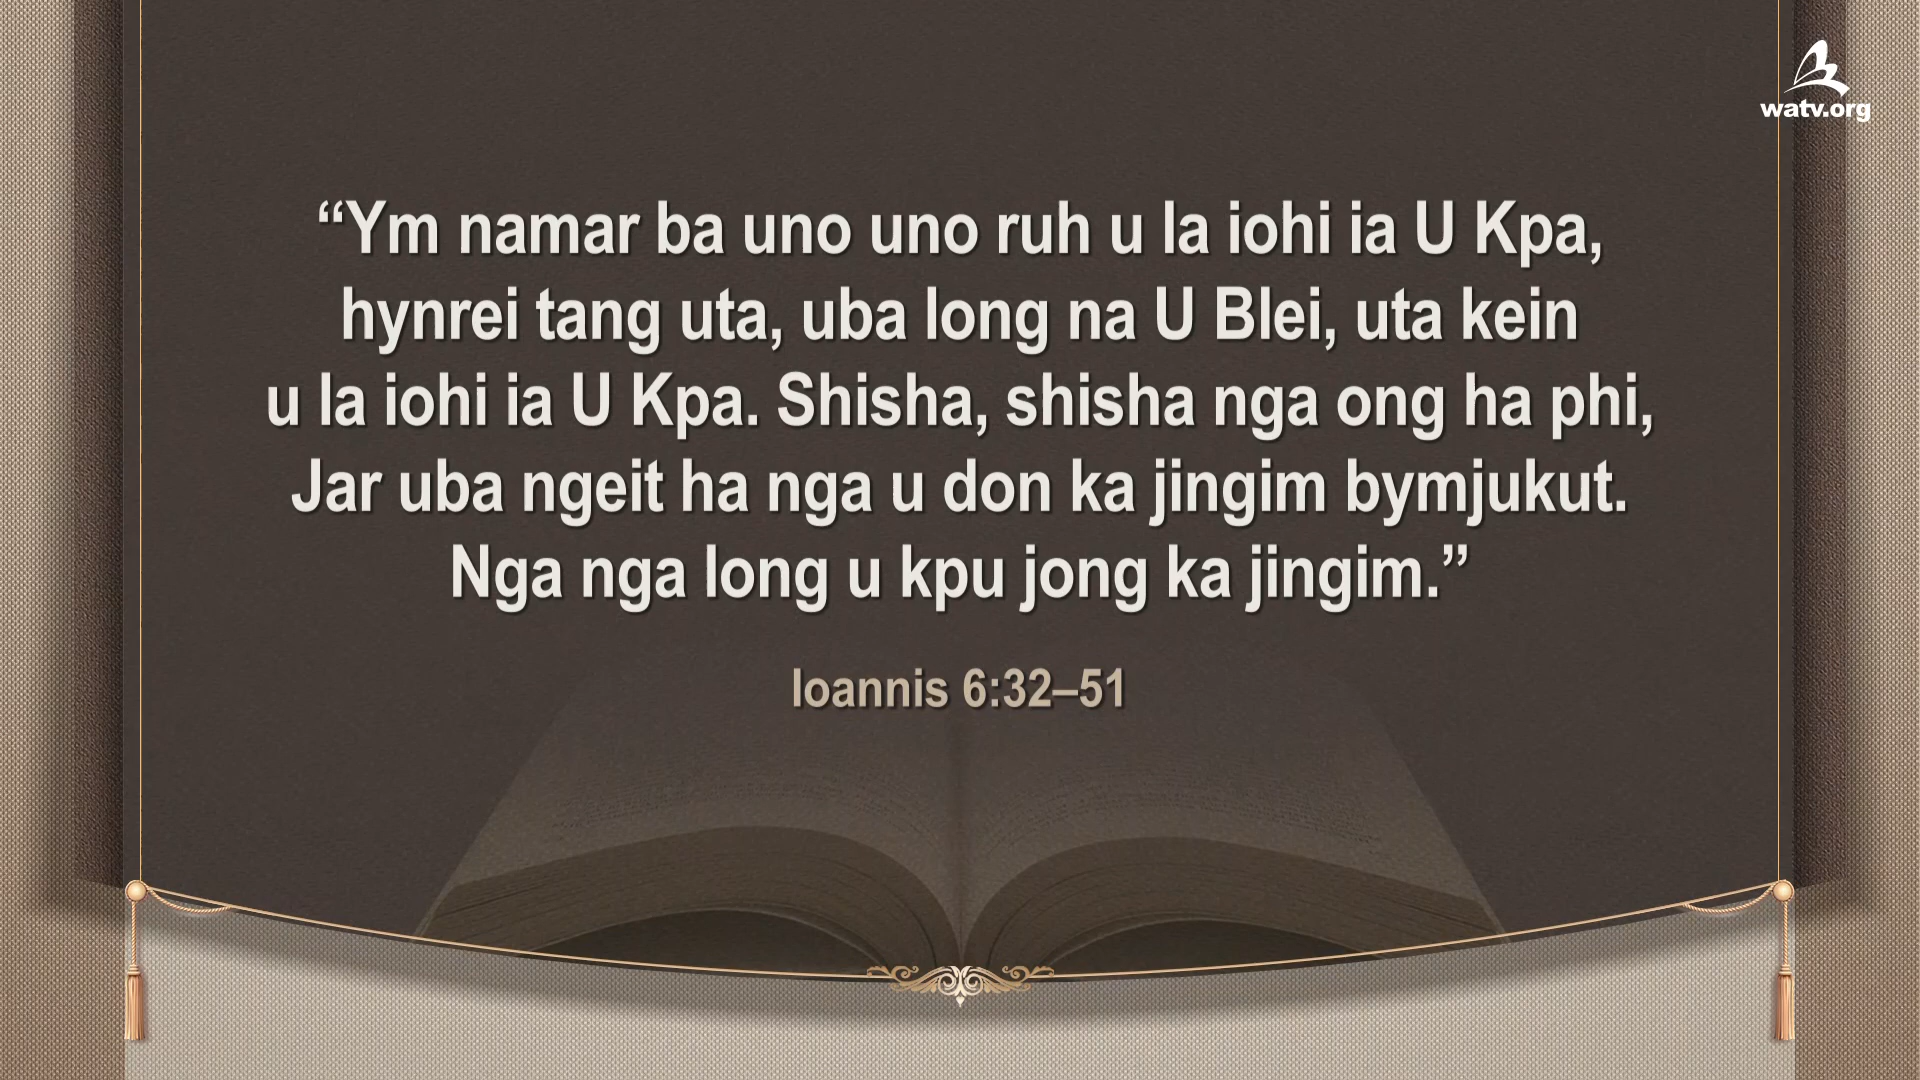 watv.org
“Ym namar ba uno uno ruh u la iohi ia U Kpa,
hynrei tang uta, uba long na U Blei, uta kein
u la iohi ia U Kpa. Shisha, shisha nga ong ha phi,
Jar uba ngeit ha nga u don ka jingim bymjukut.
Nga nga long u kpu jong ka jingim.”
Ioannis 6:32–51